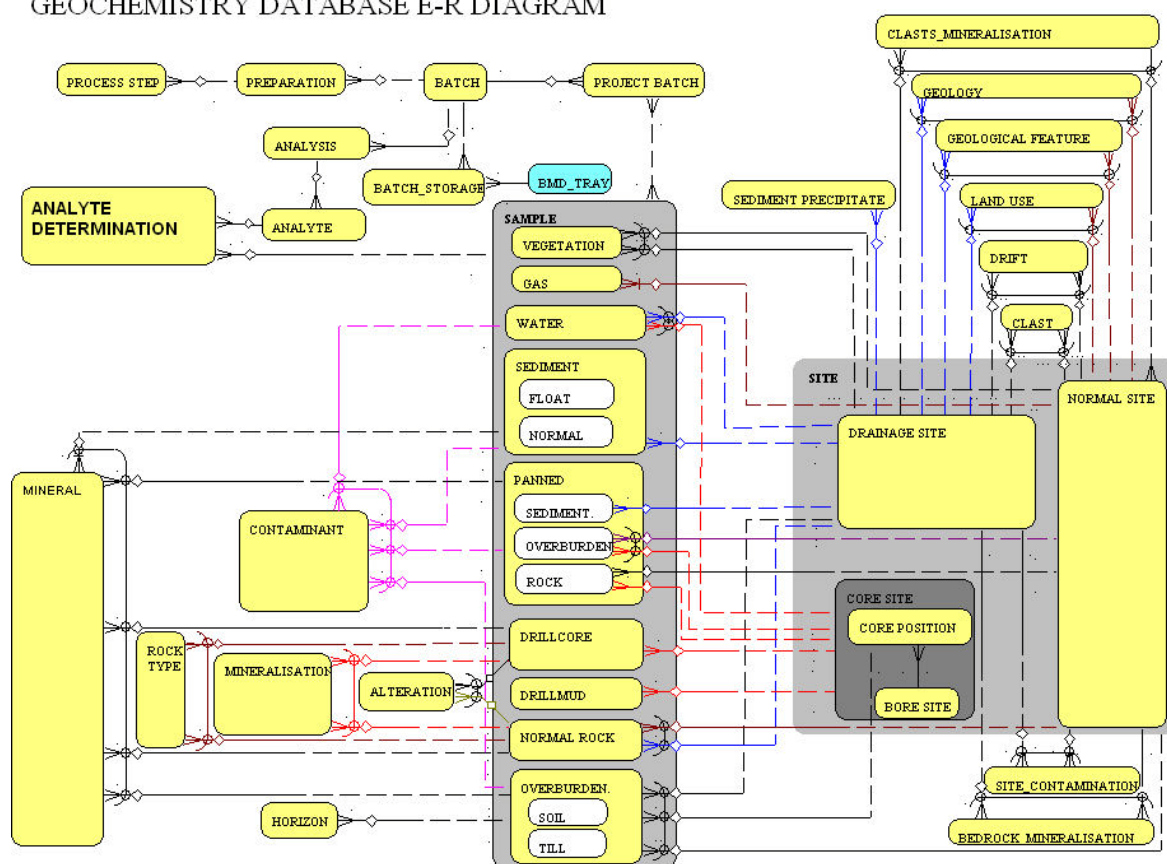 GEOCHEMISTRY DATABASE E-R DIAGRAM
CLASTS_MINERALISATION
PROCESS STEP
PREPARATION
BATCH
PROJECT BATCH
GEOLOGY
ANALYSIS
GEOLOGICAL FEATURE
BATCH_STORAGE
BMD_TRAY
SEDIMENT PRECIPITATE
LAND USE
ANALYTE
DETERMINATION
ANALYTE
SAMPLE
VEGETATION
DRIFT
GAS
WATER
CLAST
SEDIMENT
FLOAT
NORMAL
SITE
NORMAL SITE
DRAINAGE SITE
MINERAL
PANNED
SEDIMENT.
CONTAMINANT
OVERBURDEN
ROCK
CORE SITE
CORE POSITION
DRILLCORE
ROCK
TYPE
MINERALISATION
ALTERATION
DRILLMUD
BORE SITE
NORMAL ROCK
OVERBURDEN.
SITE_CONTAMINATION
SOIL
HORIZON
BEDROCK_MINERALISATION
TILL